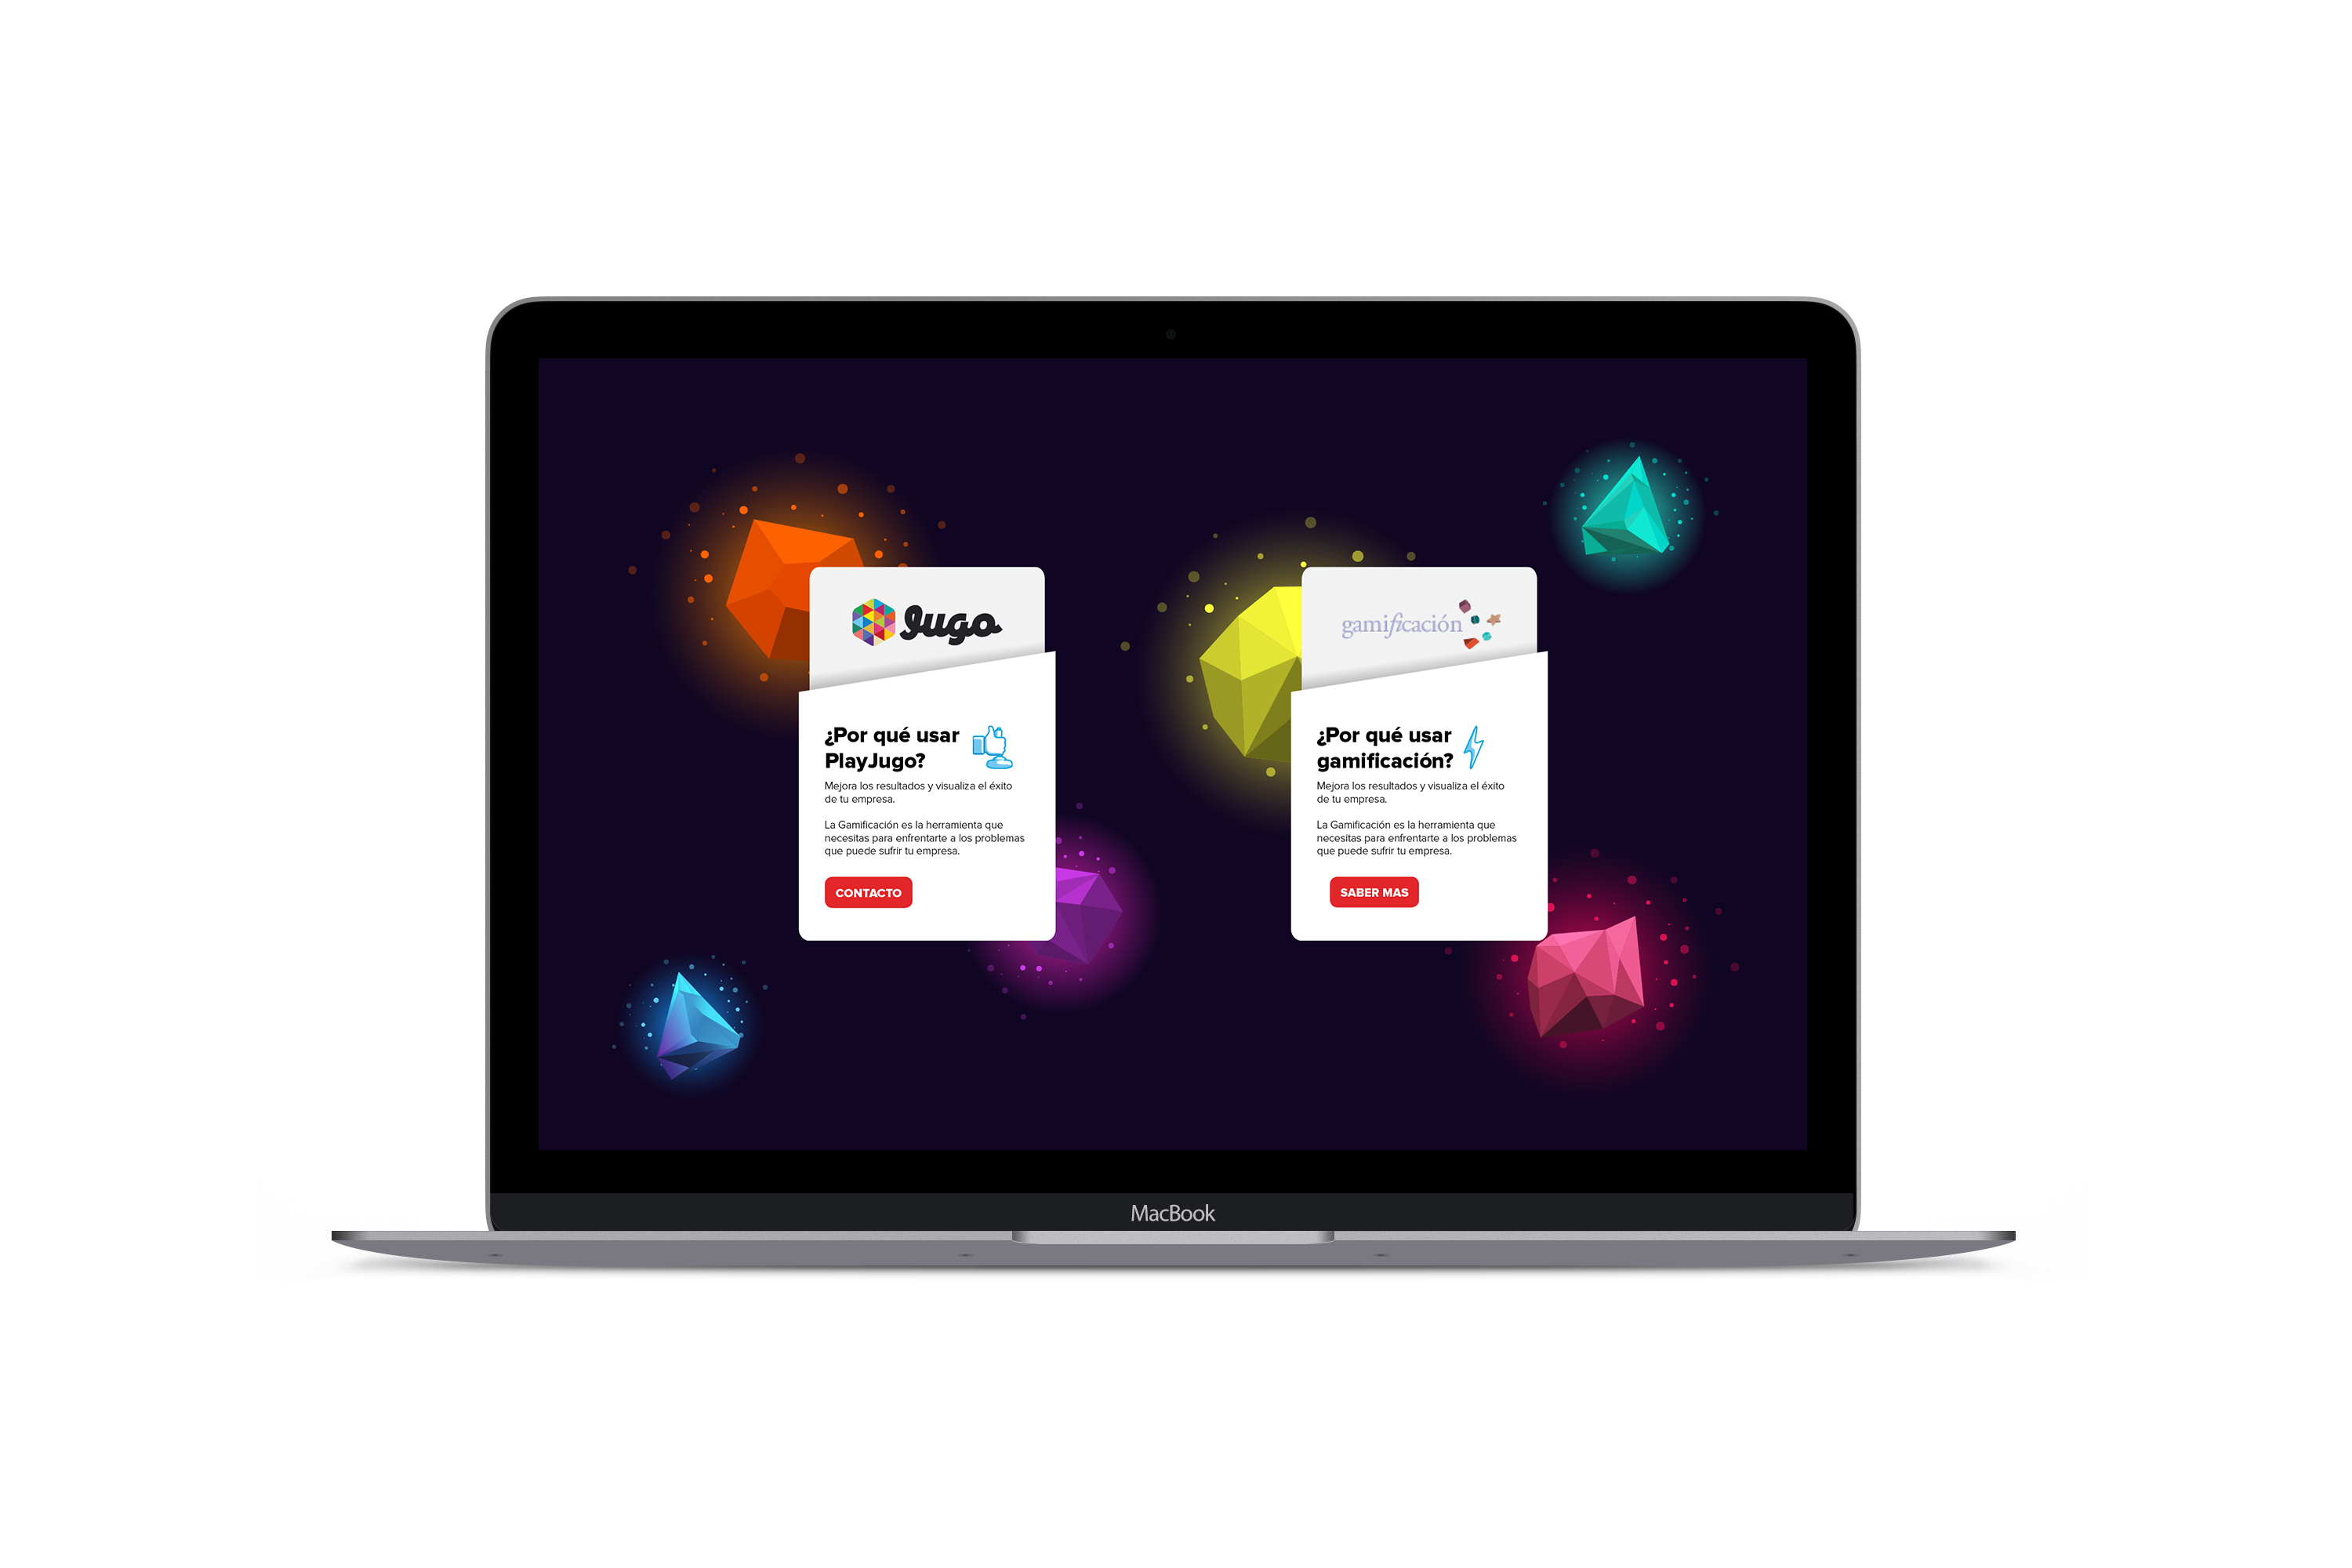 Jugo
¿Por qué usar
PlayJugo?
Mejora los resultados y visualiza el éxito
de tu empresa.
La Gamificación es la herramienta que
necesitas para enfrentarte a los problemas
que puede sufrir tu empresa.
CONTACTO
gamificación
¿Por qué usar
gamificación?
Mejora los resultados y visualiza el éxito
de tu empresa.
La Gamificación es la herramienta que
necesitas para enfrentarte a los problemas
que puede sufrir tu empresa.
SABER MAS
MacBook